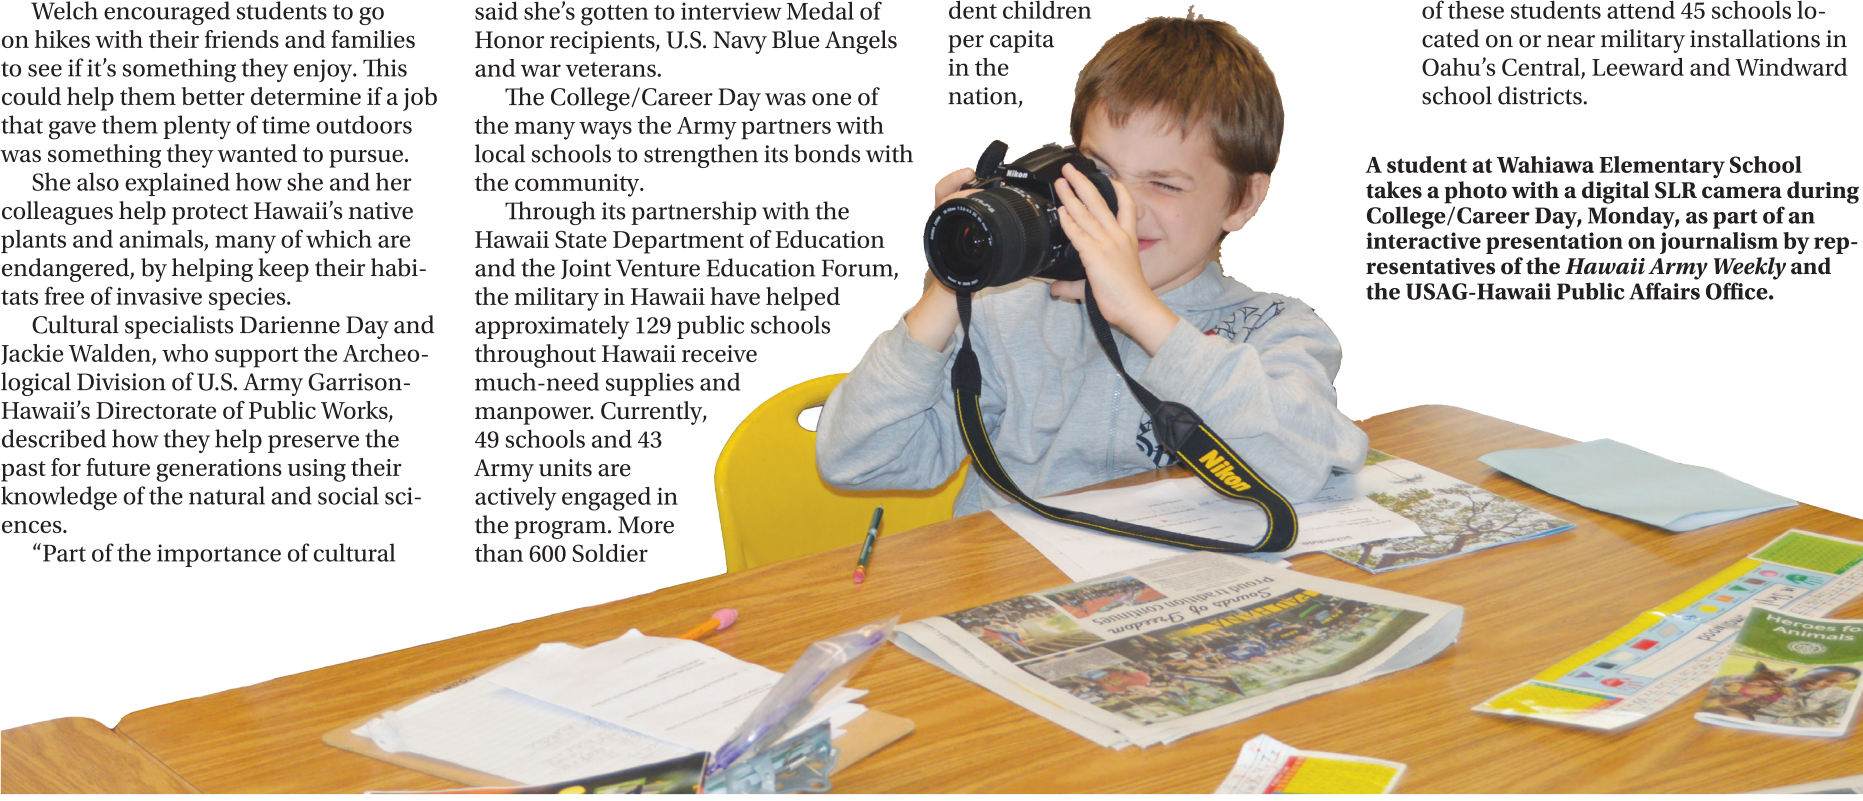 Welch encouraged students to go
on hikes with their friends and families
to see if it’s something they enjoy. This
could help them better determine if a job
that gave them plenty of time outdoors
was something they wanted to pursue.
She also explained how she and her
colleagues help protect Hawaii’s native
plants and animals, many of which are
endangered, by helping keep their habi-
tats free of invasive species.
Cultural specialists Darienne Day and
Jackie Walden, who support the Archeo-
logical Division of U.S. Army Garrison-
Hawaii’s Directorate of Public Works,
described how they help preserve the
past for future generations using their
knowledge of the natural and social sci-
ences.
“Part of the importance of cultural
said she’s gotten to interview Medal of
Honor recipients, U.S. Navy Blue Angels
and war veterans.
The College/Career Day was one of
the many ways the Army partners with
local schools to strengthen its bonds with
the community.
Through its partnership with the
Hawaii State Department of Education
and the Joint Venture Education Forum,
the military in Hawaii have helped
approximately 129 public schools
throughout Hawaii receive
much-need supplies and
manpower. Currently,
49 schools and 43
Army units are
actively engaged in
the program. More
than 600 Soldier
dent children
per capita
in the
nation,
of these students attend 45 schools lo-
cated on or near military installations in
Oahu’s Central, Leeward and Windward
school districts.
A student at Wahiawa Elementary School
takes a photo with a digital SLR camera during
College/Career Day, Monday, as part of an
interactive presentation on journalism by rep-
resentatives of the Hawaii Army Weekly and
the USAG-Hawaii Public Affairs Office.
Nikon
Nikon
Sounds of Freedom
Proud tradition continues
Heroes fo
Animals